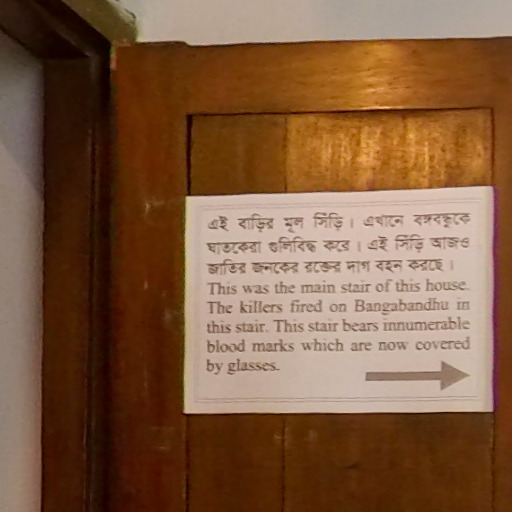 এই বাড়ির মূল সিঁড়ি। এখানে বঙ্গবন্ধুকে
ঘাতকেরা গুলিবিদ্ধ করে। এই সিঁড়ি আজও
জাতির জনকের রক্তের দাগ বহন করছে।
This was the main stair of this house.
The killers fired on Bangabandhu in
this stair. This stair bears innumerable
blood marks which are now covered
by glasses.